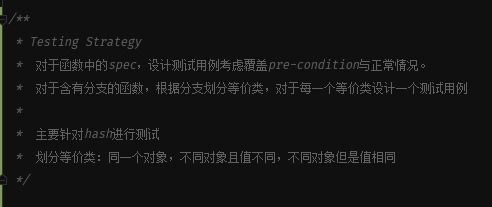 /**
* Testing Strategy
* 对于函数中的spec，设计测试用例考虑覆盖pre-condition与正常情况。
* 对于含有分支的函数，根据分支划分等价类，对于每一个等价类设计一个测试用例
*
* 主要针对hash进行测试
* 划分等价类：同一个对象，不同对象且值不同，不同对象但是值相同
*/